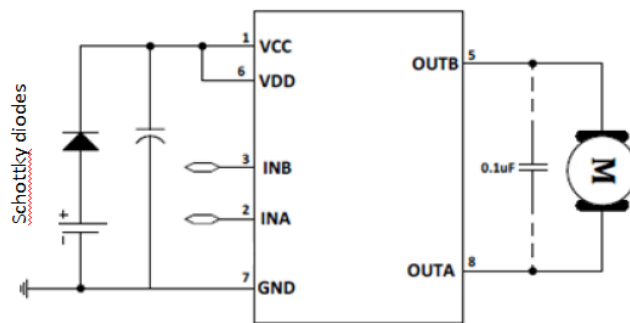 Schottky diodes
+
-
1
VCC
6
VDD
3
INB
2
INA
7
GND
OUTB
5
0.1uF
M
OUTA
8